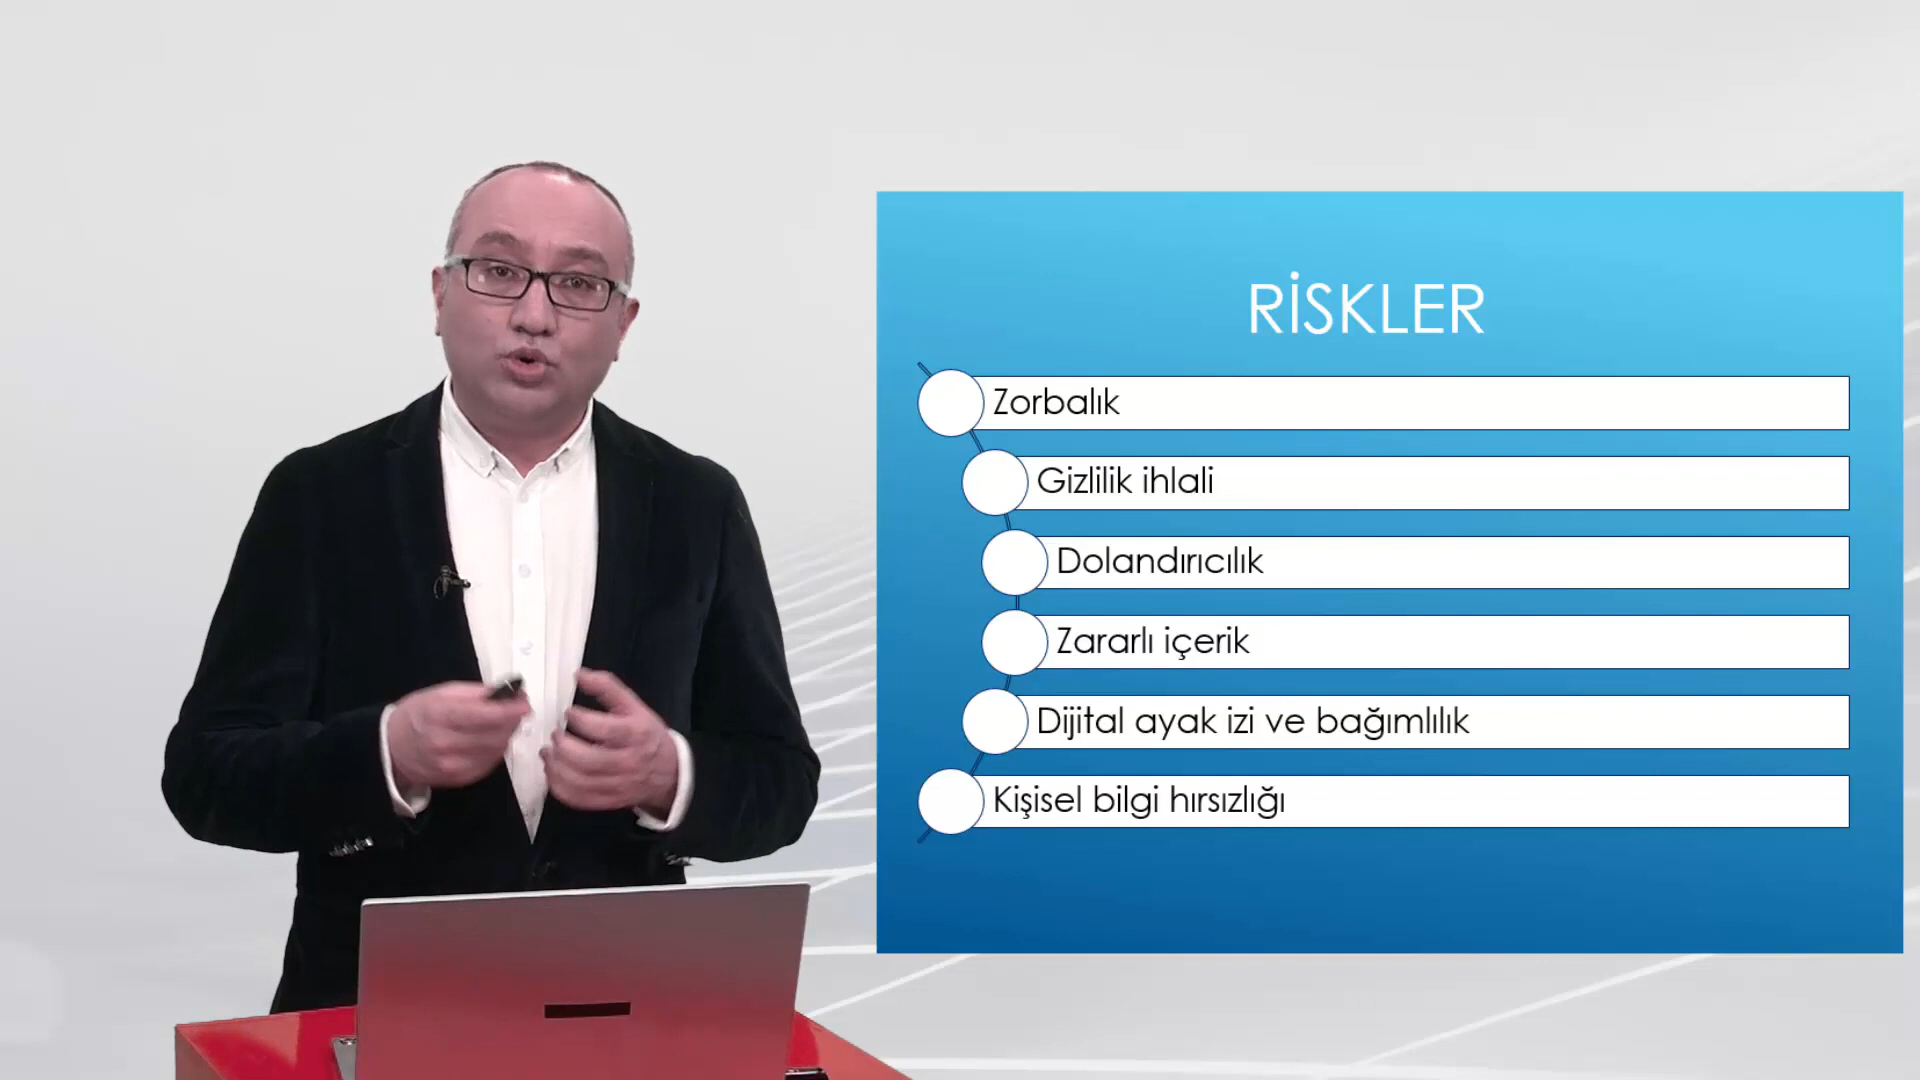 RİSKLER
Zorbalık
Gizlilik ihlali
Dolandırıcılık
Zararlı içerik
Dijital ayak izi ve bağımlılık
Kişisel bilgi hırsızlığı